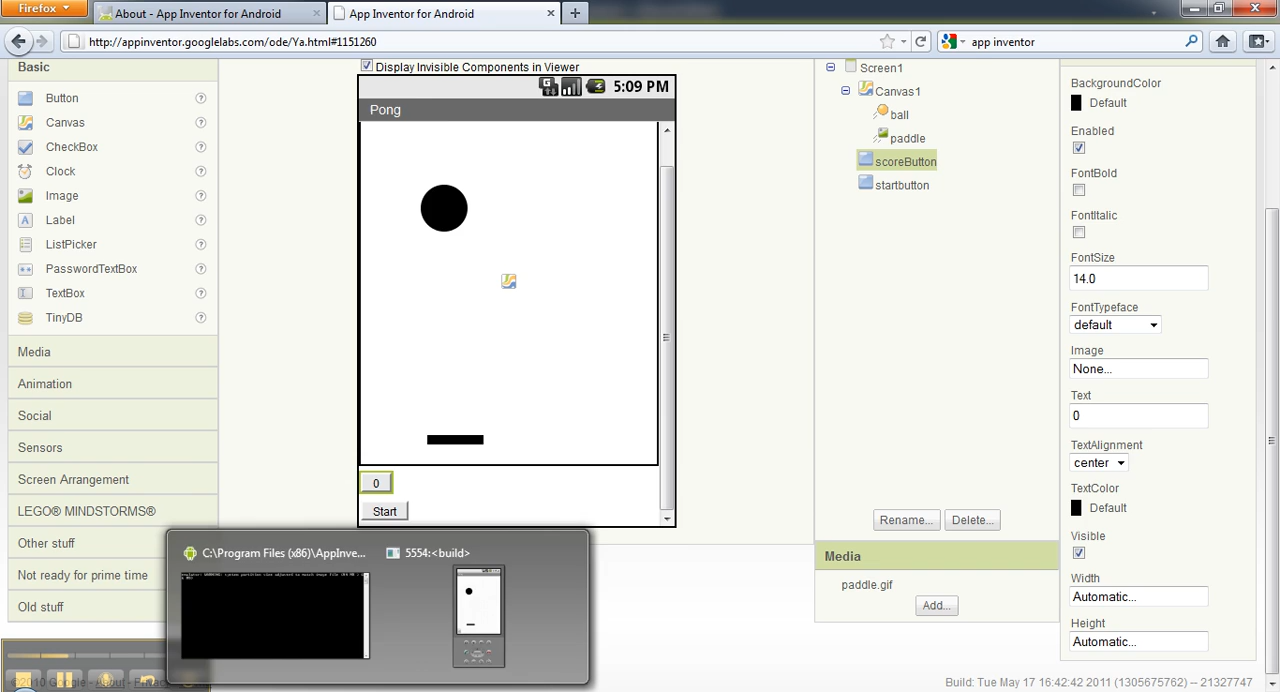 Firefox
About - App Inventor for Android
App Inventor for Android
http://appinventor.googlelabs.com/ode/Ya.html#1151260
app inventor
Basic
Button
Canvas
CheckBox
Clock
Image
Label
ListPicker
PasswordTextBox
TextBox
TinyDB
Media
Animation
Social
Sensors
Screen Arrangement
LEGO® MINDSTORMS®
Other stuff
Not ready for prime time
Old stuff
Display Invisible Components in Viewer
5:09 PM
Pong
0
Start
C:\Program Files (x86)\AppInve...
5554:<build>
Screen1
Canvas1
ball
paddle
scoreButton
startbutton
Rename...
Delete...
Media
paddle.gif
Add...
BackgroundColor
Default
Enabled
FontBold
FontItalic
FontSize
14.0
FontTypeface
default
Image
None...
Text
0
TextAlignment
center
TextColor
Default
Visible
Width
Automatic...
Height
Automatic...
©2010 Google - About - Privacy
Build: Tue May 17 16:42:42 2011 (1305675762) -- 21327747